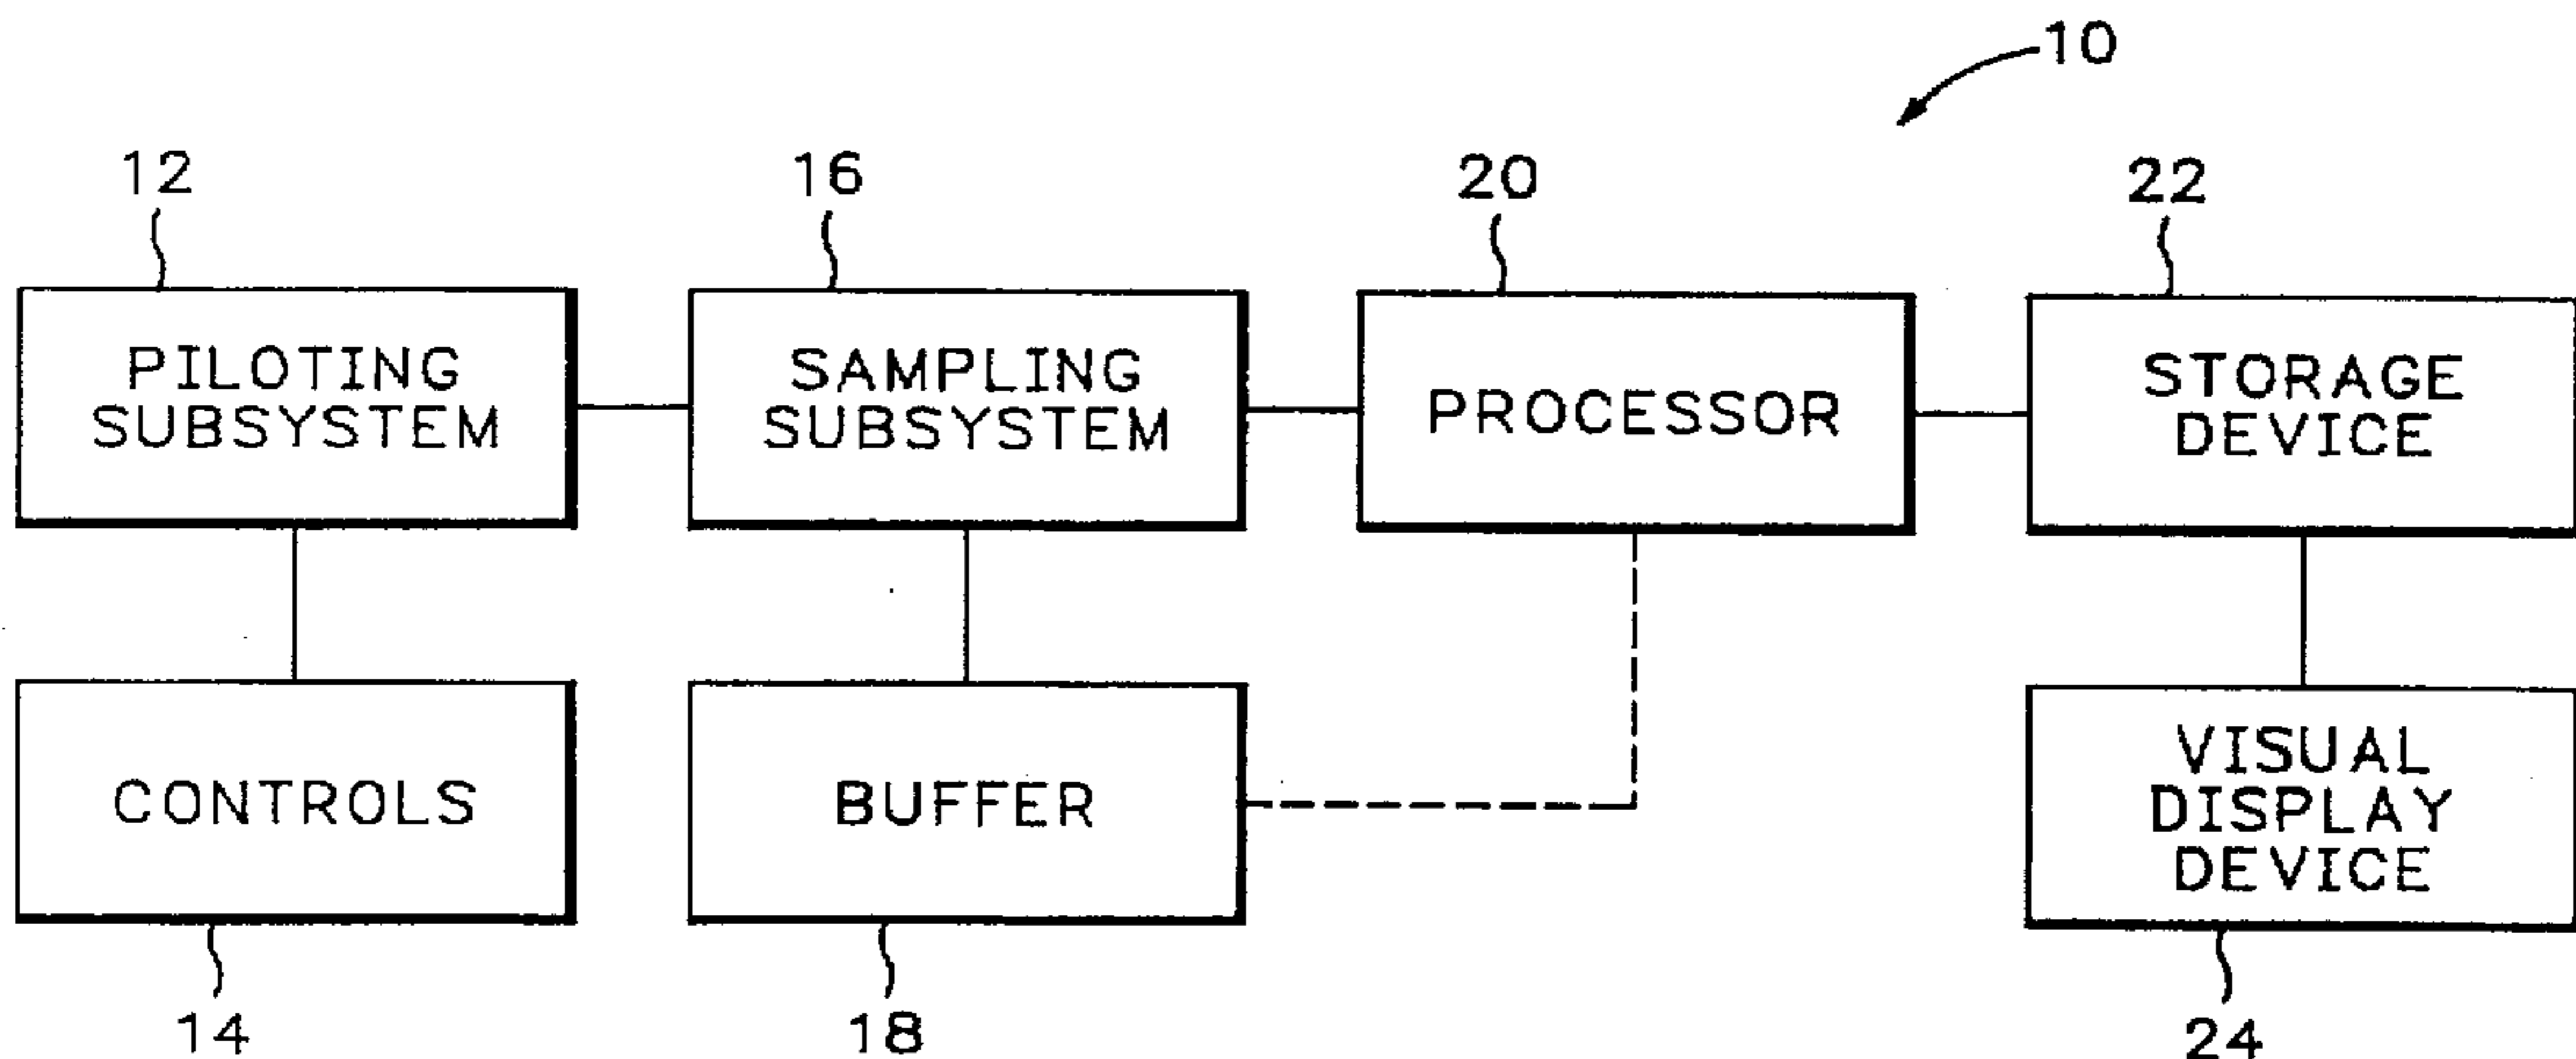 10
12
16
20
22
PILOTING
SUBSYSTEM
SAMPLING
SUBSYSTEM
PROCESSOR
STORAGE
DEVICE
CONTROLS
BUFFER
VISUAL
DISPLAY
DEVICE
14
18
24